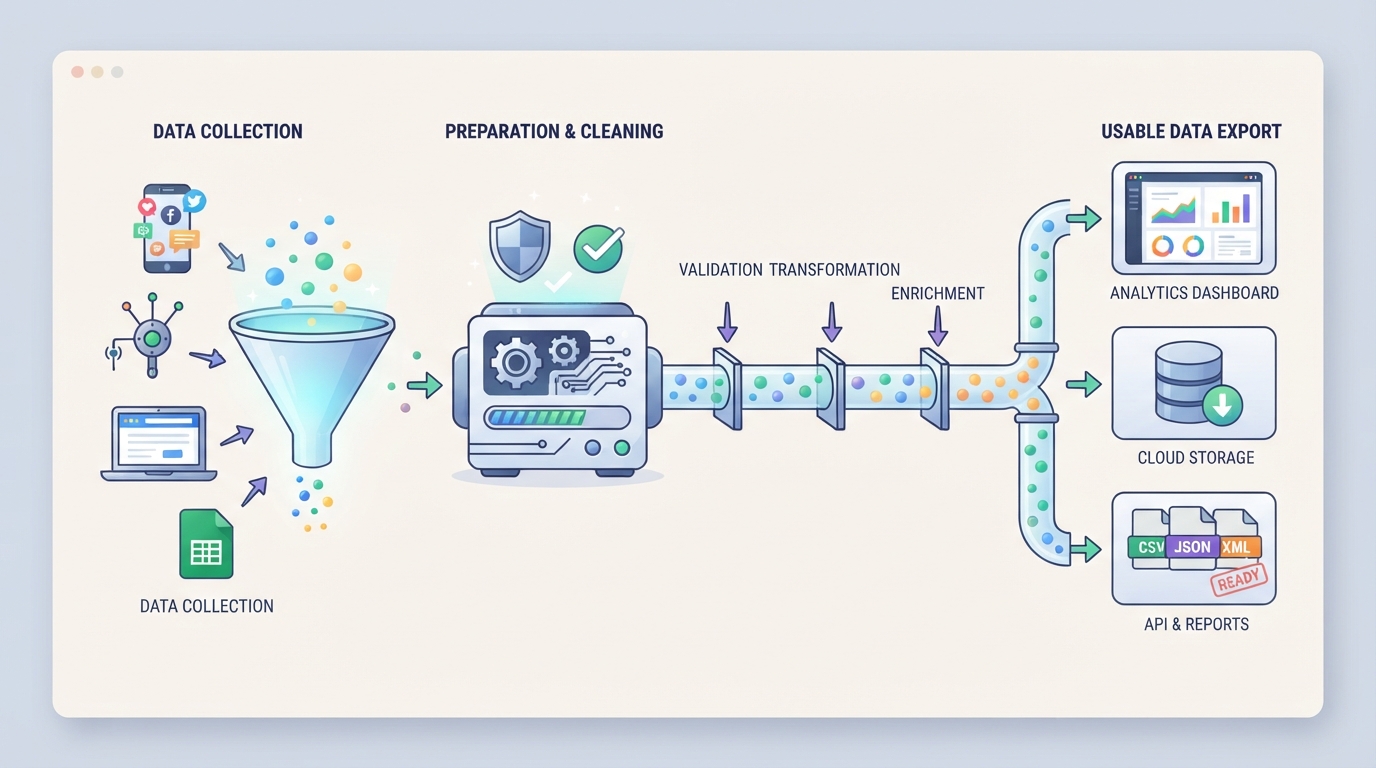 DATA COLLECTION
PREPARATION & CLEANING
USABLE DATA EXPORT
VALIDATION
TRANSFORMATION
ENRICHMENT
ANALYTICS DASHBOARD
CLOUD STORAGE
CSV
JSON
XML
READY
API & REPORTS
DATA COLLECTION